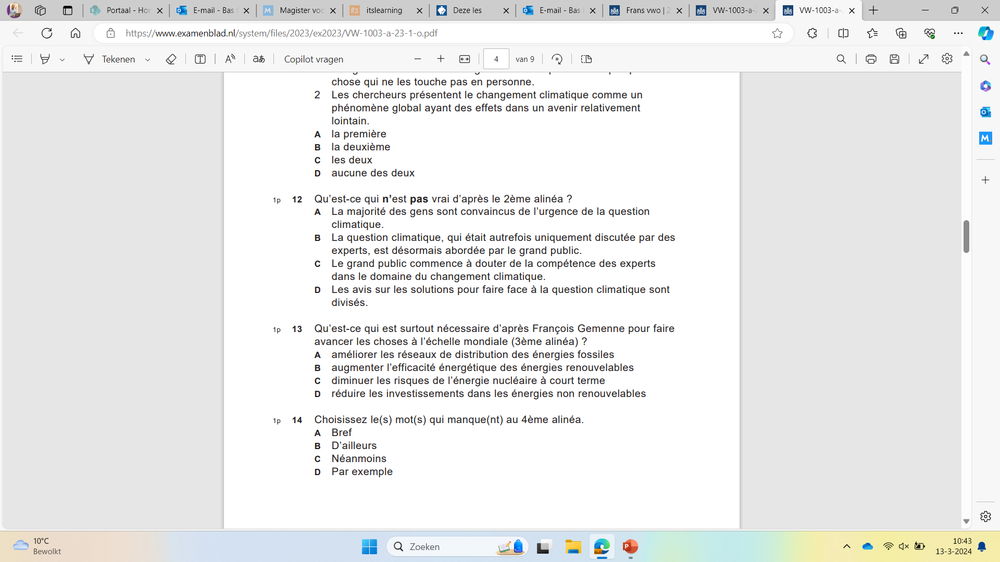 Portaal - Hor
E-mail - Bas
Magister voo
itslearning
Deze les
E-mail - Bas
Frans vwo | 2
VW-1003-a-2
VW-1003-a-
https://www.examenblad.nl/system/files/2023/ex2023/VW-1003-a-23-1-o.pdf
Tekenen
Copilot vragen
4 van 9
chose qui ne les touche pas en personne.
2 Les chercheurs présentent le changement climatique comme un
phénomène global ayant des effets dans un avenir relativement
lointain.
A la première
B la deuxième
C les deux
D aucune des deux
1p 12 Qu’est-ce qui n’est pas vrai d’après le 2ème alinéa ?
A La majorité des gens sont convaincus de l’urgence de la question
climatique.
B La question climatique, qui était autrefois uniquement discutée par des
experts, est désormais abordée par le grand public.
C Le grand public commence à douter de la compétence des experts
dans le domaine du changement climatique.
D Les avis sur les solutions pour faire face à la question climatique sont
divisés.
1p 13 Qu’est-ce qui est surtout nécessaire d’après François Gemenne pour faire
avancer les choses à l’échelle mondiale (3ème alinéa) ?
A améliorer les réseaux de distribution des énergies fossiles
B augmenter l’efficacité énergétique des énergies renouvelables
C diminuer les risques de l’énergie nucléaire à court terme
D réduire les investissements dans les énergies non renouvelables
1p 14 Choisissez le(s) mot(s) qui manque(nt) au 4ème alinéa.
A Bref
B D’ailleurs
C Néanmoins
D Par exemple
10°C
Bewolkt
Zoeken
10:43
13-3-2024